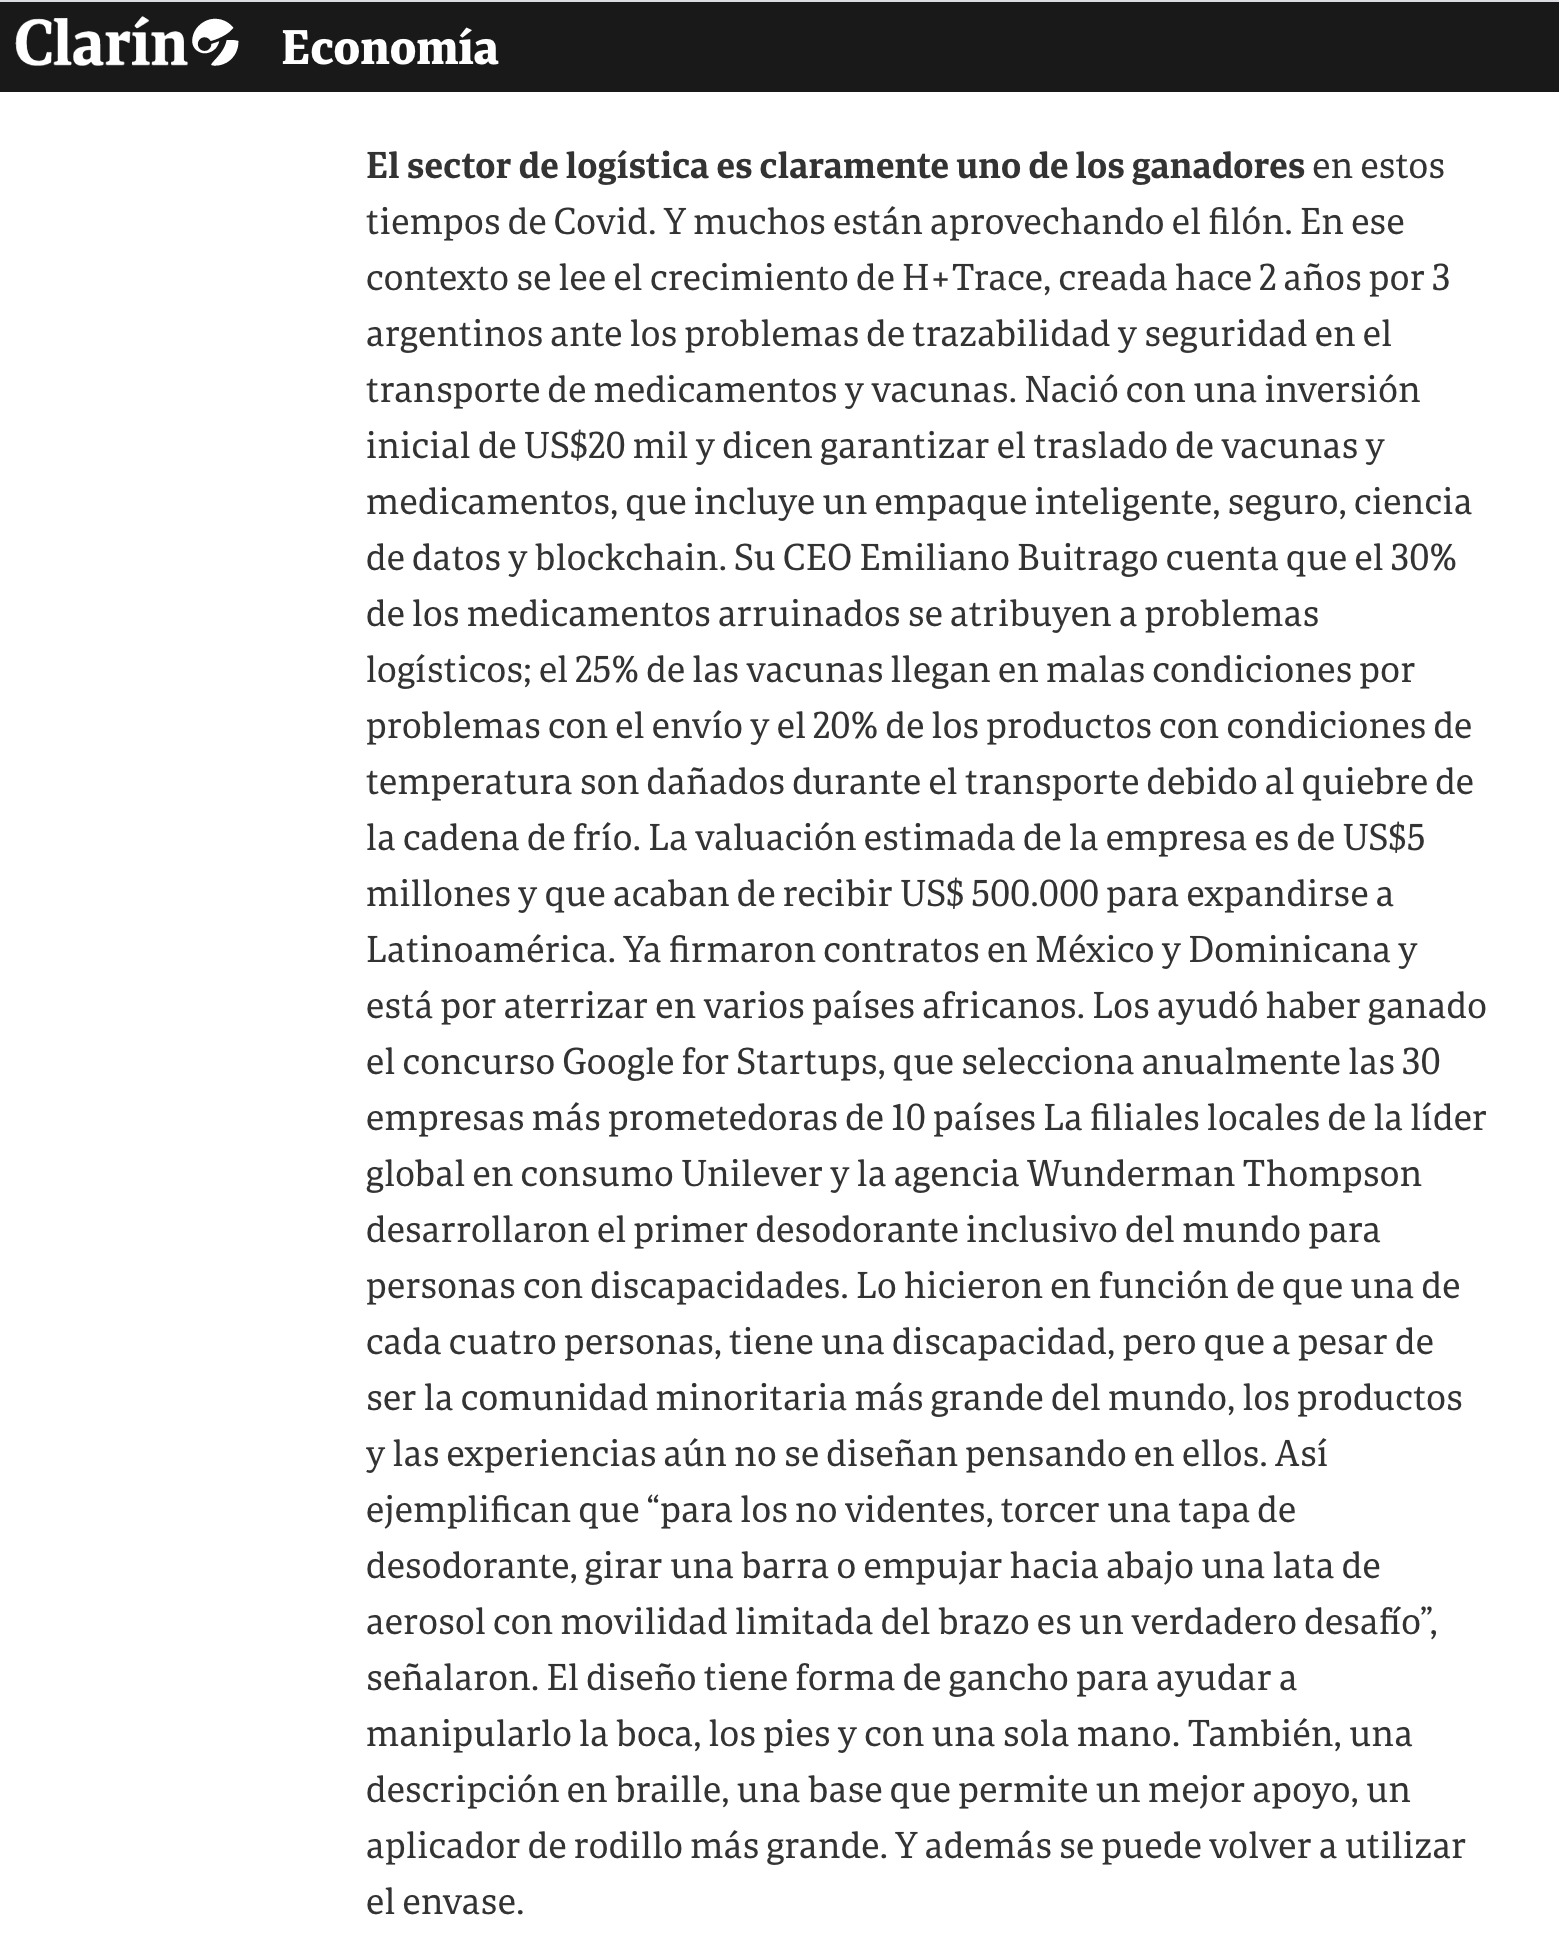 Clarín Economía
El sector de logística es claramente uno de los ganadores en estos
tiempos de Covid. Y muchos están aprovechando el filón. En ese
contexto se lee el crecimiento de H+Trace, creada hace 2 años por 3
argentinos ante los problemas de trazabilidad y seguridad en el
transporte de medicamentos y vacunas. Nació con una inversión
inicial de US$20 mil y dicen garantizar el traslado de vacunas y
medicamentos, que incluye un empaque inteligente, seguro, ciencia
de datos y blockchain. Su CEO Emiliano Buitrago cuenta que el 30%
de los medicamentos arruinados se atribuyen a problemas
logísticos; el 25% de las vacunas llegan en malas condiciones por
problemas con el envío y el 20% de los productos con condiciones de
temperatura son dañados durante el transporte debido al quiebre de
la cadena de frío. La valuación estimada de la empresa es de US$5
millones y que acaban de recibir US$ 500.000 para expandirse a
Latinoamérica. Ya firmaron contratos en México y Dominicana y
está por aterrizar en varios países africanos. Los ayudó haber ganado
el concurso Google for Startups, que selecciona anualmente las 30
empresas más prometedoras de 10 países La filiales locales de la líder
global en consumo Unilever y la agencia Wunderman Thompson
desarrollaron el primer desodorante inclusivo del mundo para
personas con discapacidades. Lo hicieron en función de que una de
cada cuatro personas, tiene una discapacidad, pero que a pesar de
ser la comunidad minoritaria más grande del mundo, los productos
y las experiencias aún no se diseñan pensando en ellos. Así
ejemplifican que “para los no videntes, torcer una tapa de
desodorante, girar una barra o empujar hacia abajo una lata de
aerosol con movilidad limitada del brazo es un verdadero desafío”,
señalaron. El diseño tiene forma de gancho para ayudar a
manipularlo la boca, los pies y con una sola mano. También, una
descripción en braille, una base que permite un mejor apoyo, un
aplicador de rodillo más grande. Y además se puede volver a utilizar
el envase.